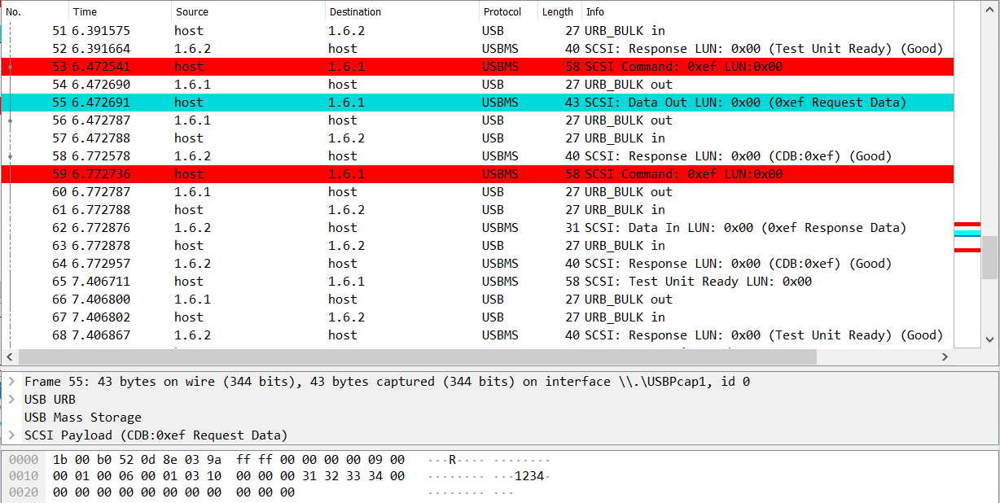 No. Time Source Destination Protocol Length Info
51 6.391575 host 1.6.2 USB 27 URB_BULK in
52 6.391664 1.6.2 host USBMS 40 SCSI: Response LUN: 0x00 (Test Unit Ready) (Good)
53 6.472541 host 1.6.1 USBMS 58 SCSI Command: 0xef LUN:0x00
54 6.472690 1.6.1 host USB 27 URB_BULK out
55 6.472691 host 1.6.1 USBMS 43 SCSI: Data Out LUN: 0x00 (0xef Request Data)
56 6.472787 1.6.1 host USB 27 URB_BULK out
57 6.472788 host 1.6.2 USB 27 URB_BULK in
58 6.772578 1.6.2 host USBMS 40 SCSI: Response LUN: 0x00 (CDB:0xef) (Good)
59 6.772736 host 1.6.1 USBMS 58 SCSI Command: 0xef LUN:0x00
60 6.772787 1.6.1 host USB 27 URB_BULK out
61 6.772788 host 1.6.2 USB 27 URB_BULK in
62 6.772876 1.6.2 host USBMS 31 SCSI: Data In LUN: 0x00 (0xef Response Data)
63 6.772878 host 1.6.2 USB 27 URB_BULK in
64 6.772957 1.6.2 host USBMS 40 SCSI: Response LUN: 0x00 (CDB:0xef) (Good)
65 7.406711 host 1.6.1 USBMS 58 SCSI: Test Unit Ready LUN: 0x00
66 7.406800 1.6.1 host USB 27 URB_BULK out
67 7.406802 host 1.6.2 USB 27 URB_BULK in
68 7.406867 1.6.2 host USBMS 40 SCSI: Response LUN: 0x00 (Test Unit Ready) (Good)
Frame 55: 43 bytes on wire (344 bits), 43 bytes captured (344 bits) on interface \\.\USBPcap1, id 0
USB URB
USB Mass Storage
SCSI Payload (CDB:0xef Request Data)
0000 1b 00 b0 52 0d 8e 03 9a ff ff 00 00 00 00 09 00 ···R···· ········
0010 00 01 00 06 00 01 03 10 00 00 00 31 32 33 34 00 ········ ···1234·
0020 00 00 00 00 00 00 00 00 00 00 00 ········ ···